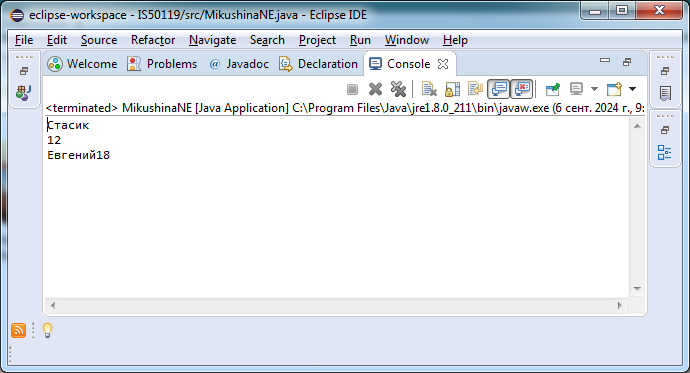 eclipse-workspace - IS50119/src/MikushinaNE.java - Eclipse IDE
File Edit Source Refactor Navigate Search Project Run Window Help
Welcome Problems @ Javadoc Declaration Console
<terminated> MikushinaNE [Java Application] C:\Program Files\Java\jre1.8.0_211\bin\javaw.exe (6 сент. 2024 г., 9:
Стасик
12
Евгений18